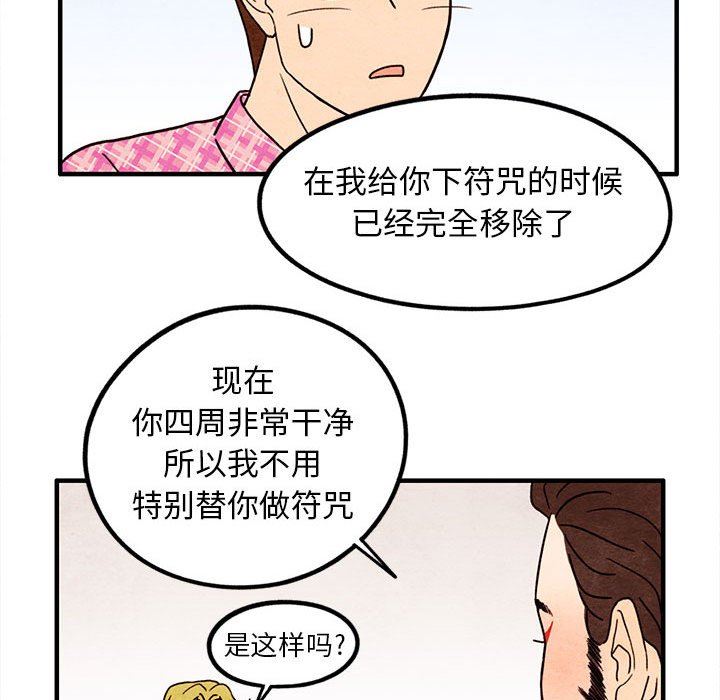 在我给你下符咒的时候
已经完全移除了
现在
你四周非常干净
所以我不用
特别替你做符咒
是这样吗?